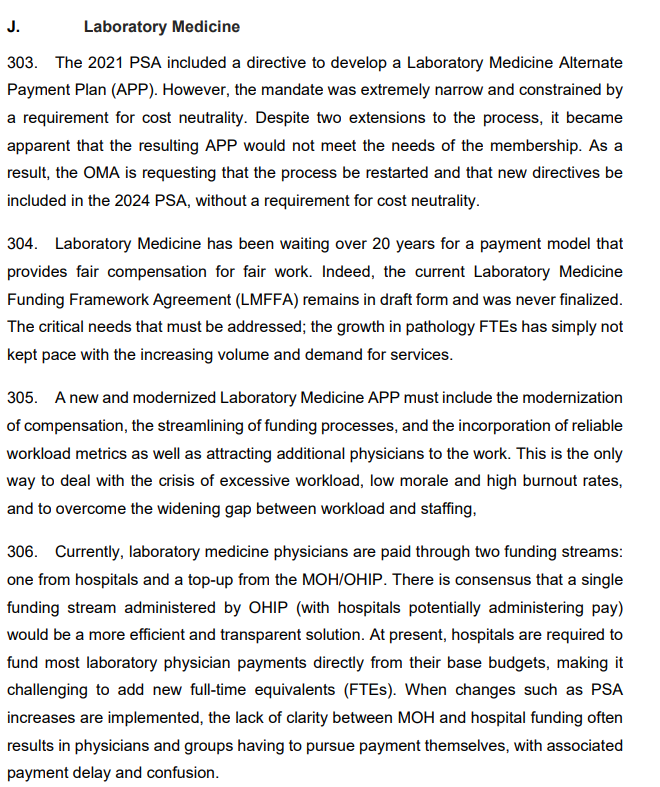 J. Laboratory Medicine
303. The 2021 PSA included a directive to develop a Laboratory Medicine Alternate
Payment Plan (APP). However, the mandate was extremely narrow and constrained by
a requirement for cost neutrality. Despite two extensions to the process, it became
apparent that the resulting APP would not meet the needs of the membership. As a
result, the OMA is requesting that the process be restarted and that new directives be
included in the 2024 PSA, without a requirement for cost neutrality.
304. Laboratory Medicine has been waiting over 20 years for a payment model that
provides fair compensation for fair work. Indeed, the current Laboratory Medicine
Funding Framework Agreement (LMFFA) remains in draft form and was never finalized.
The critical needs that must be addressed; the growth in pathology FTEs has simply not
kept pace with the increasing volume and demand for services.
305. A new and modernized Laboratory Medicine APP must include the modernization
of compensation, the streamlining of funding processes, and the incorporation of reliable
workload metrics as well as attracting additional physicians to the work. This is the only
way to deal with the crisis of excessive workload, low morale and high burnout rates,
and to overcome the widening gap between workload and staffing,
306. Currently, laboratory medicine physicians are paid through two funding streams:
one from hospitals and a top-up from the MOH/OHIP. There is consensus that a single
funding stream administered by OHIP (with hospitals potentially administering pay)
would be a more efficient and transparent solution. At present, hospitals are required to
fund most laboratory physician payments directly from their base budgets, making it
challenging to add new full-time equivalents (FTEs). When changes such as PSA
increases are implemented, the lack of clarity between MOH and hospital funding often
results in physicians and groups having to pursue payment themselves, with associated
payment delay and confusion.